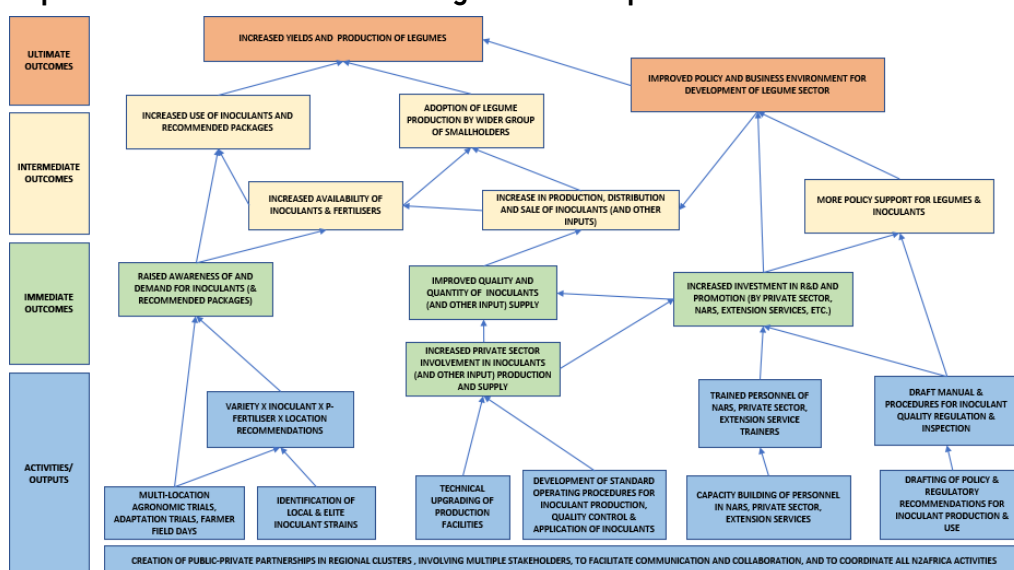 ULTIMATE
OUTCOMES
INCREASED YIELDS AND PRODUCTION OF LEGUMES
IMPROVED POLICY AND BUSINESS ENVIRONMENT FOR
DEVELOPMENT OF LEGUME SECTOR
INTERMEDIATE
OUTCOMES
INCREASED USE OF INOCULANTS AND
RECOMMENDED PACKAGES
ADOPTION OF LEGUME
PRODUCTION BY WIDER GROUP
OF SMALLHOLDERS
INCREASED AVAILABILITY OF
INOCULANTS & FERTILISERS
INCREASE IN PRODUCTION, DISTRIBUTION
AND SALE OF INOCULANTS (AND OTHER
INPUTS)
MORE POLICY SUPPORT FOR LEGUMES &
INOCULANTS
IMMEDIATE
OUTCOMES
RAISED AWARENESS OF AND
DEMAND FOR INOCULANTS (&
RECOMMENDED PACKAGES)
IMPROVED QUALITY AND
QUANTITY OF INOCULANTS
(AND OTHER INPUT) SUPPLY
INCREASED INVESTMENT IN R&D AND
PROMOTION (BY PRIVATE SECTOR,
NARS, EXTENSION SERVICES, ETC.)
INCREASED PRIVATE SECTOR
INVOLVEMENT IN INOCULANTS
(AND OTHER INPUT) PRODUCTION
AND SUPPLY
ACTIVITIES/
OUTPUTS
VARIETY X INOCULANT X P-
FERTILISER X LOCATION
RECOMMENDATIONS
TRAINED PERSONNEL OF
NARS, PRIVATE SECTOR,
EXTENSION SERVICE
TRAINERS
DRAFT MANUAL &
PROCEDURES FOR INOCULANT
QUALITY REGULATION &
INSPECTION
MULTI-LOCATION
AGRONOMIC TRIALS,
ADAPTATION TRIALS, FARMER
FIELD DAYS
IDENTIFICATION OF
LOCAL & ELITE
INOCULANT STRAINS
TECHNICAL
UPGRADING OF
PRODUCTION
FACILITIES
DEVELOPMENT OF STANDARD
OPERATING PROCEDURES FOR
INOCULANT PRODUCTION,
QUALITY CONTROL &
APPLICATION OF INOCULANTS
CAPACITY BUILDING OF PERSONNEL
IN NARS, PRIVATE SECTOR,
EXTENSION SERVICES
DRAFTING OF POLICY &
REGULATORY
RECOMMENDATIONS FOR
INOCULANT PRODUCTION &
USE
CREATION OF PUBLIC-PRIVATE PARTNERSHIPS IN REGIONAL CLUSTERS , INVOLVING MULTIPLE STAKEHOLDERS, TO FACILITATE COMMUNICATION AND COLLABORATION, AND TO COORDINATE ALL N2AFRICA ACTIVITIES